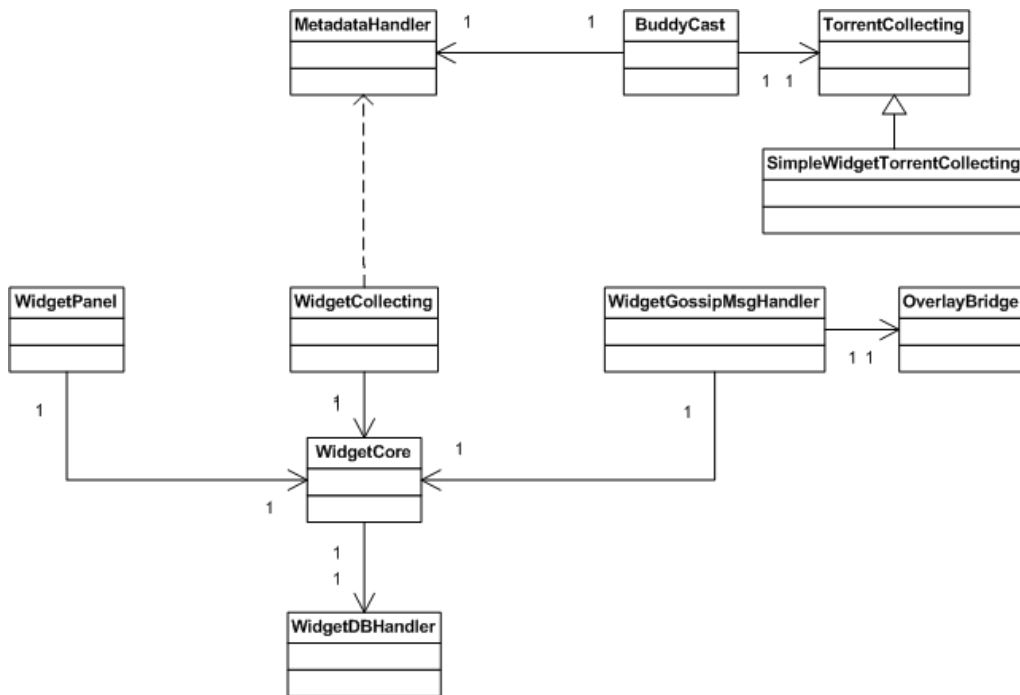 MetadataHandler
1
1
BuddyCast
TorrentCollecting
1 1
SimpleWidgetTorrentCollecting
WidgetPanel
WidgetCollecting
WidgetGossipMsgHandler
OverlayBridge
1 1
1
1
1
1
WidgetCore
1
1
1
1
WidgetDBHandler